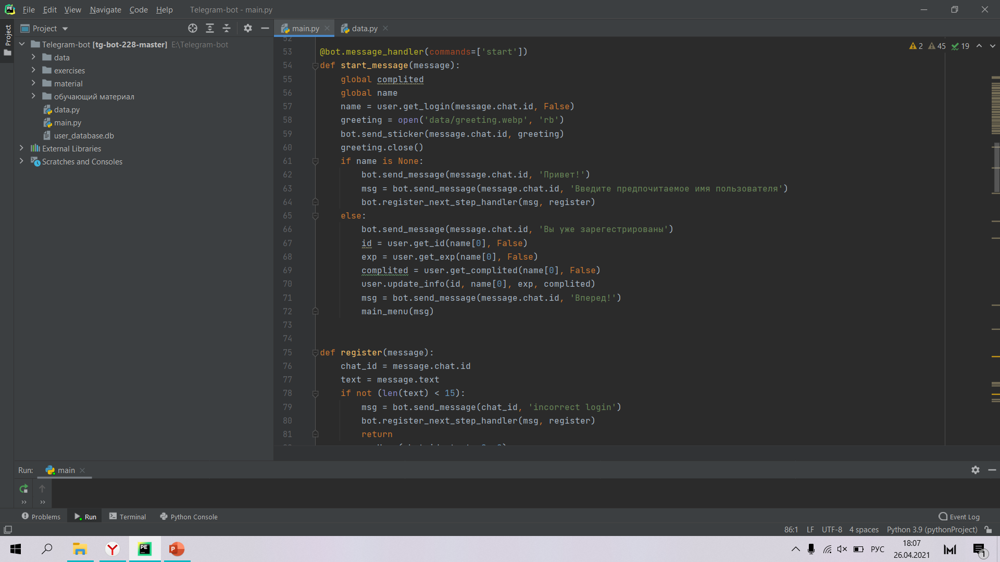 File Edit View Navigate Code Help Telegram-bot - main.py
Project
Project
main.py
data.py
Telegram-bot [tg-bot-228-master] E:\Telegram-bot
data
exercises
material
обучающий материал
data.py
main.py
user_database.db
External Libraries
Scratches and Consoles
2 45 19
52
53 @bot.message_handler(commands=['start'])
54 def start_message(message):
55 global complited
56 global name
57 name = user.get_login(message.chat.id, False)
58 greeting = open('data/greeting.webp', 'rb')
59 bot.send_sticker(message.chat.id, greeting)
60 greeting.close()
61 if name is None:
62 bot.send_message(message.chat.id, 'Привет!')
63 msg = bot.send_message(message.chat.id, 'Введите предпочитаемое имя пользователя')
64 bot.register_next_step_handler(msg, register)
65 else:
66 bot.send_message(message.chat.id, 'Вы уже зарегестрированы')
67 id = user.get_id(name[0], False)
68 exp = user.get_exp(name[0], False)
69 complited = user.get_complited(name[0], False)
70 user.update_info(id, name[0], exp, complited)
71 msg = bot.send_message(message.chat.id, 'Вперед!')
72 main_menu(msg)
73
74
75 def register(message):
76 chat_id = message.chat.id
77 text = message.text
78 if not (len(text) < 15):
79 msg = bot.send_message(chat_id, 'incorrect login')
80 bot.register_next_step_handler(msg, register)
81 return
Run: main
Problems Run Terminal Python Console Event Log
86:1 LF UTF-8 4 spaces Python 3.9 (pythonProject)
РУС
18:07
26.04.2021
1